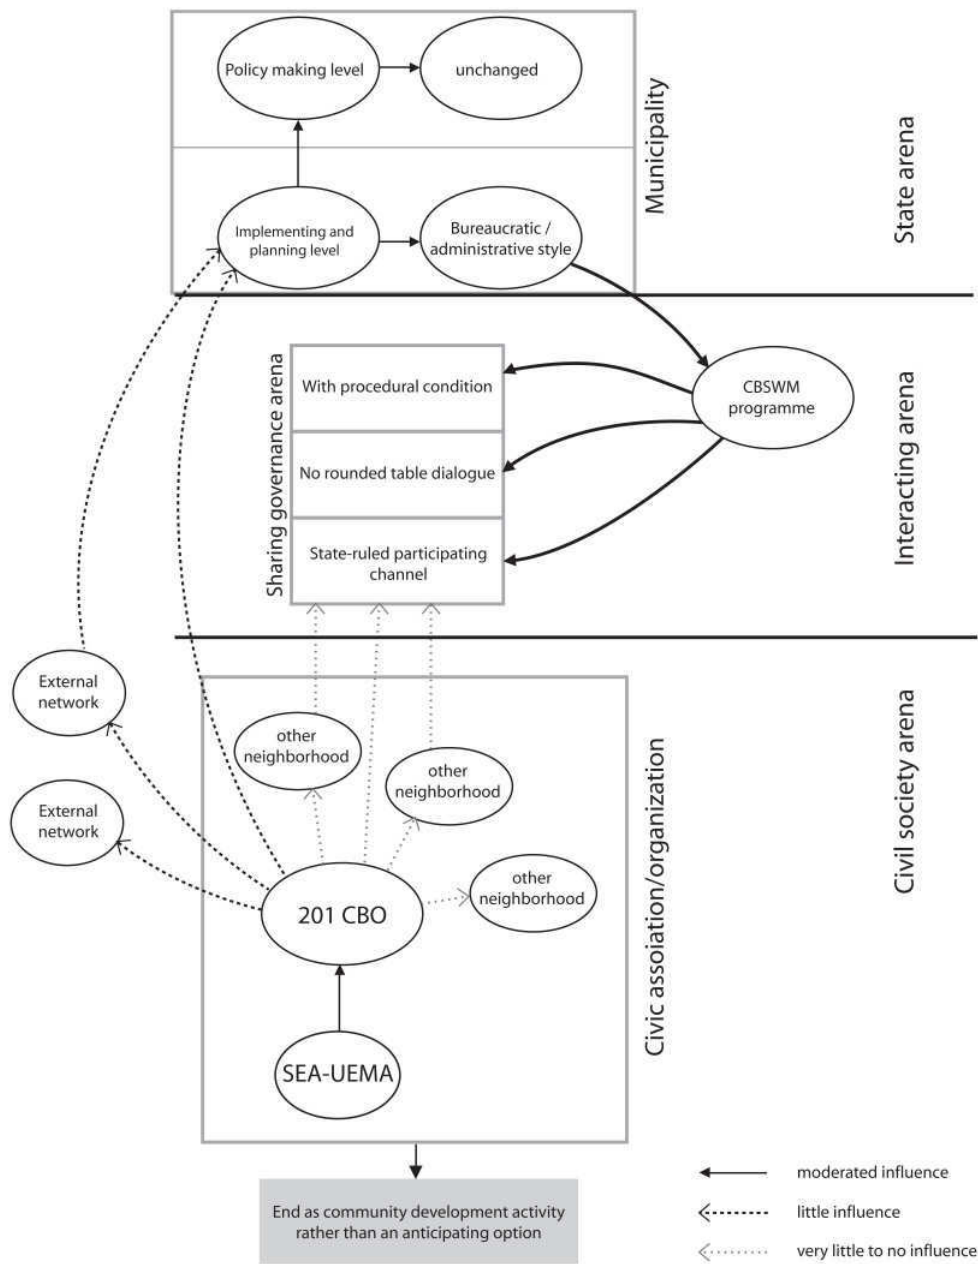 Policy making level
unchanged
Implementing and
planning level
Bureaucratic /
administrative style
Municipality
State arena
Sharing governance arena
With procedural condition
No rounded table dialogue
State-ruled participating
channel
CBSWM
programme
Interacting arena
External
network
External
network
other
neighborhood
other
neighborhood
other
neighborhood
201 CBO
SEA-UEMA
Civic assoiation/organization
Civil society arena
End as community development activity
rather than an anticipating option
moderated influence
little influence
very little to no influence